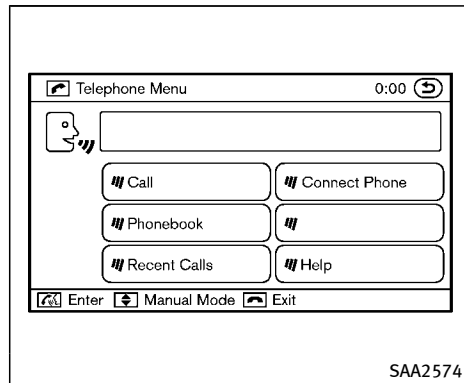 Telephone Menu 0:00
Call
Connect Phone
Phonebook
Recent Calls
Help
Enter Manual Mode Exit
SAA2574